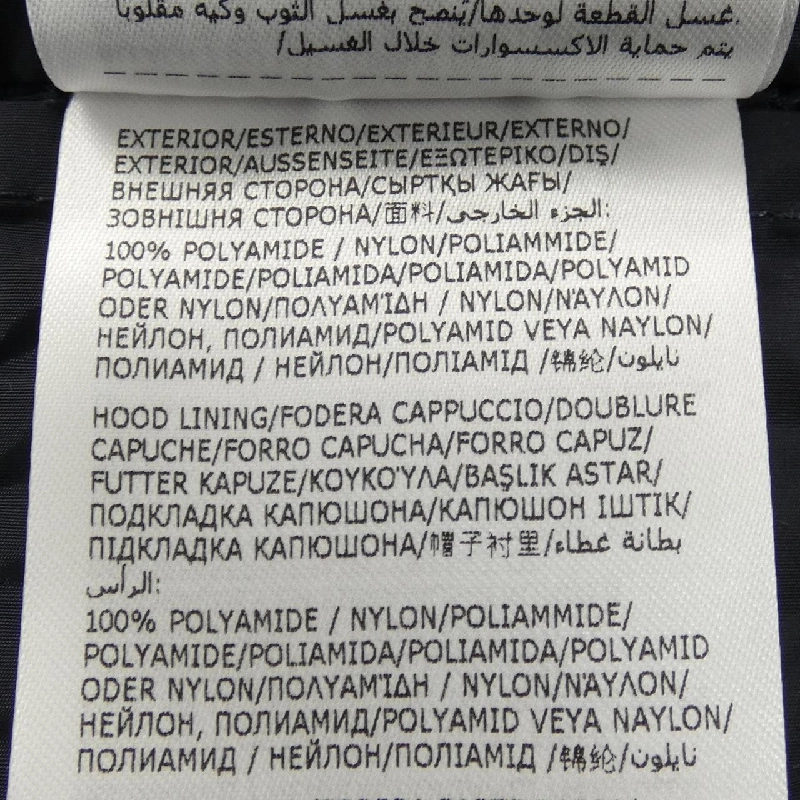 غسل القطعة لوحدها/يُنصح بغسل الثوب وكيه مقلوبا.
يتم حماية الاكسسوارات خلال الغسيل/
EXTERIOR/ESTERNO/EXTERIEUR/EXTERNO/
EXTERIOR/AUSSENSEITE/ΕΞΩΤΕΡΙΚΟ/DIŞ/
ВНЕШНЯЯ СТОРОНА/СЫРТҚЫ ЖАҒЫ/
ЗОВНІШНЯ СТОРОНА/面料/الجزء الخارجي:
100% POLYAMIDE / NYLON/POLIAMMIDE/
POLYAMIDE/POLIAMIDA/POLIAMIDA/POLYAMID
ODER NYLON/ΠΟΛΥΑΜΊΔΗ / NYLON/ΝΆΥΛΟΝ/
НЕЙЛОН, ПОЛИАМИД/POLYAMID VEYA NAYLON/
ПОЛИАМИД / НЕЙЛОН/ПОЛІАМІД /锦纶/نايلون
HOOD LINING/FODERA CAPPUCCIO/DOUBLURE
CAPUCHE/FORRO CAPUCHA/FORRO CAPUZ/
FUTTER KAPUZE/ΚΟΥΚΟΎΛΑ/BAŞLIK ASTAR/
ПОДКЛАДКА КАПЮШОНА/КАПЮШОН ІШТІК/
ПІДКЛАДКА КАПЮШОНА/帽子衬里/بطانة غطاء
الرأس:
100% POLYAMIDE / NYLON/POLIAMMIDE/
POLYAMIDE/POLIAMIDA/POLIAMIDA/POLYAMID
ODER NYLON/ΠΟΛΥΑΜΊΔΗ / NYLON/ΝΆΥΛΟΝ/
НЕЙЛОН, ПОЛИАМИД/POLYAMID VEYA NAYLON/
ПОЛИАМИД / НЕЙЛОН/ПОЛІАМІД /锦纶/نايلون